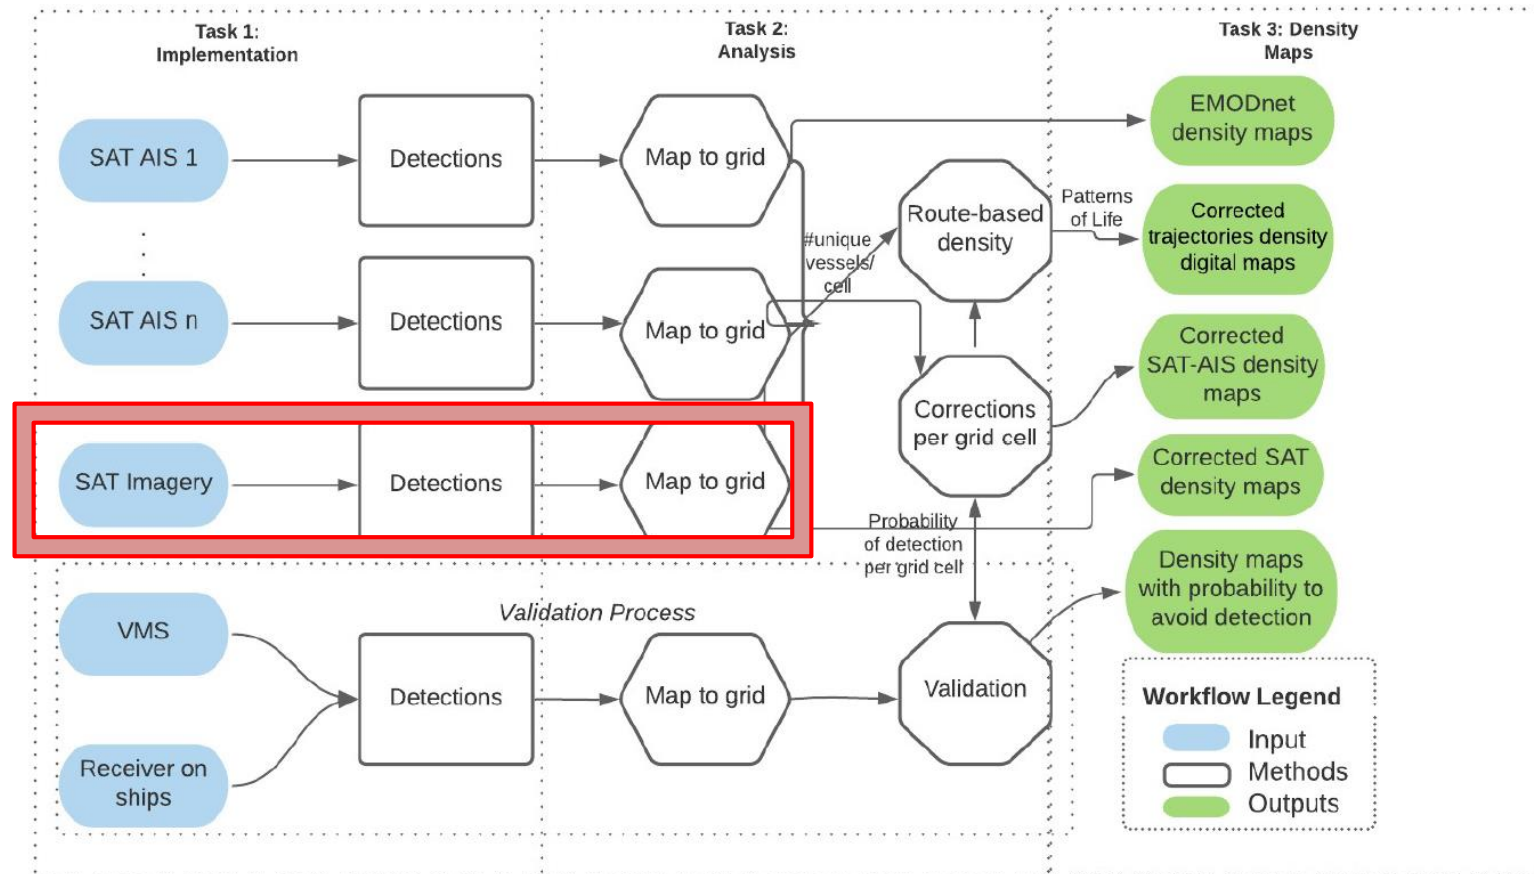 Task 1:
Implementation
Task 2:
Analysis
Task 3: Density
Maps
SAT AIS 1
Detections
Map to grid
EMODnet
density maps
Route-based
density
Patterns
of Life
Corrected
trajectories density
digital maps
#unique
vessels/
cell
SAT AIS n
Detections
Map to grid
Corrected
SAT-AIS density
maps
Corrections
per grid cell
SAT Imagery
Detections
Map to grid
Corrected SAT
density maps
Probability
of detection
per grid cell
Density maps
with probability to
avoid detection
Validation Process
VMS
Detections
Map to grid
Validation
Receiver on
ships
Workflow Legend
Input
Methods
Outputs